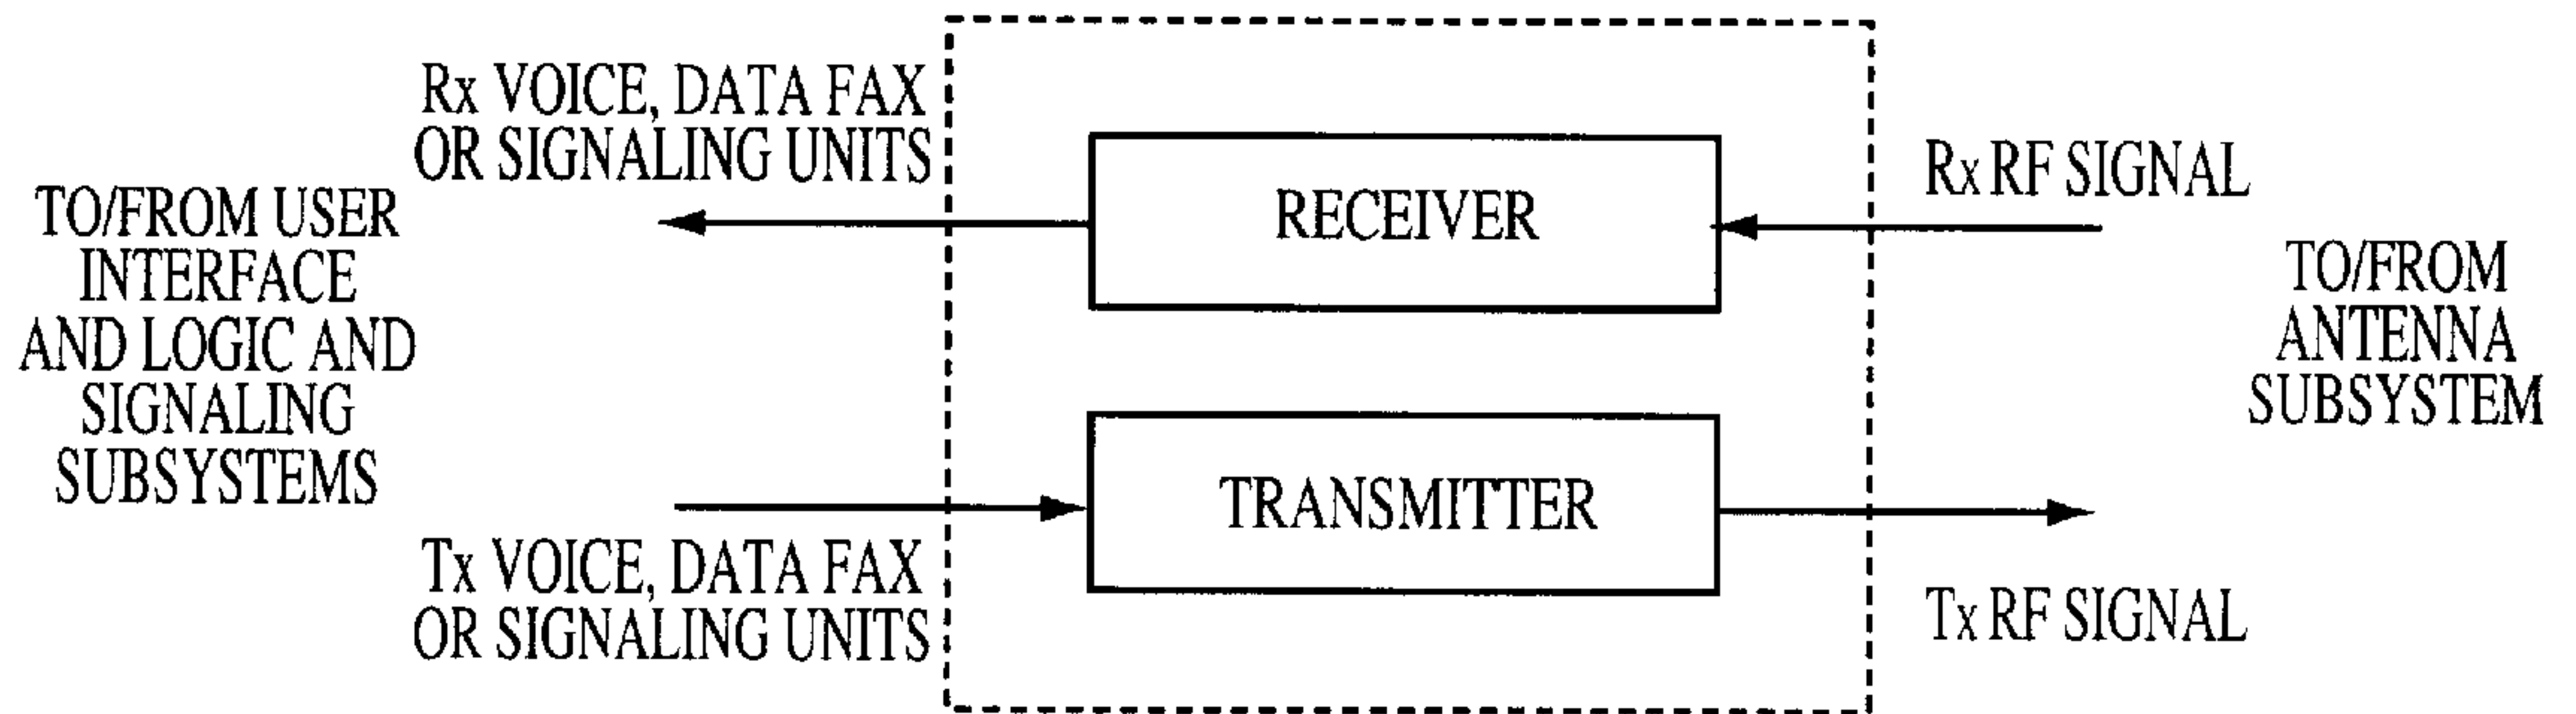 Rx VOICE, DATA FAX
OR SIGNALING UNITS
TO/FROM USER
INTERFACE
AND LOGIC AND
SIGNALING
SUBSYSTEMS
RECEIVER
Rx RF SIGNAL
TO/FROM
ANTENNA
SUBSYSTEM
TRANSMITTER
Tx VOICE, DATA FAX
OR SIGNALING UNITS
Tx RF SIGNAL